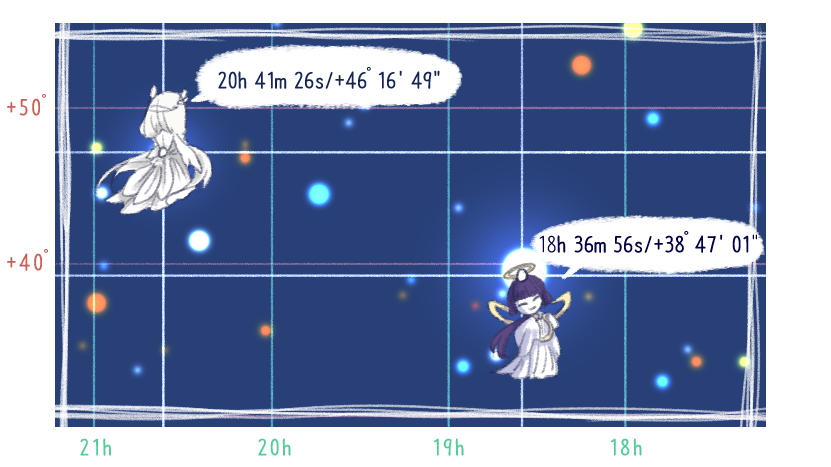 20h 41m 26s/+46° 16' 49"
+50°
18h 36m 56s/+38° 47' 01"
+40°
21h 20h 19h 18h